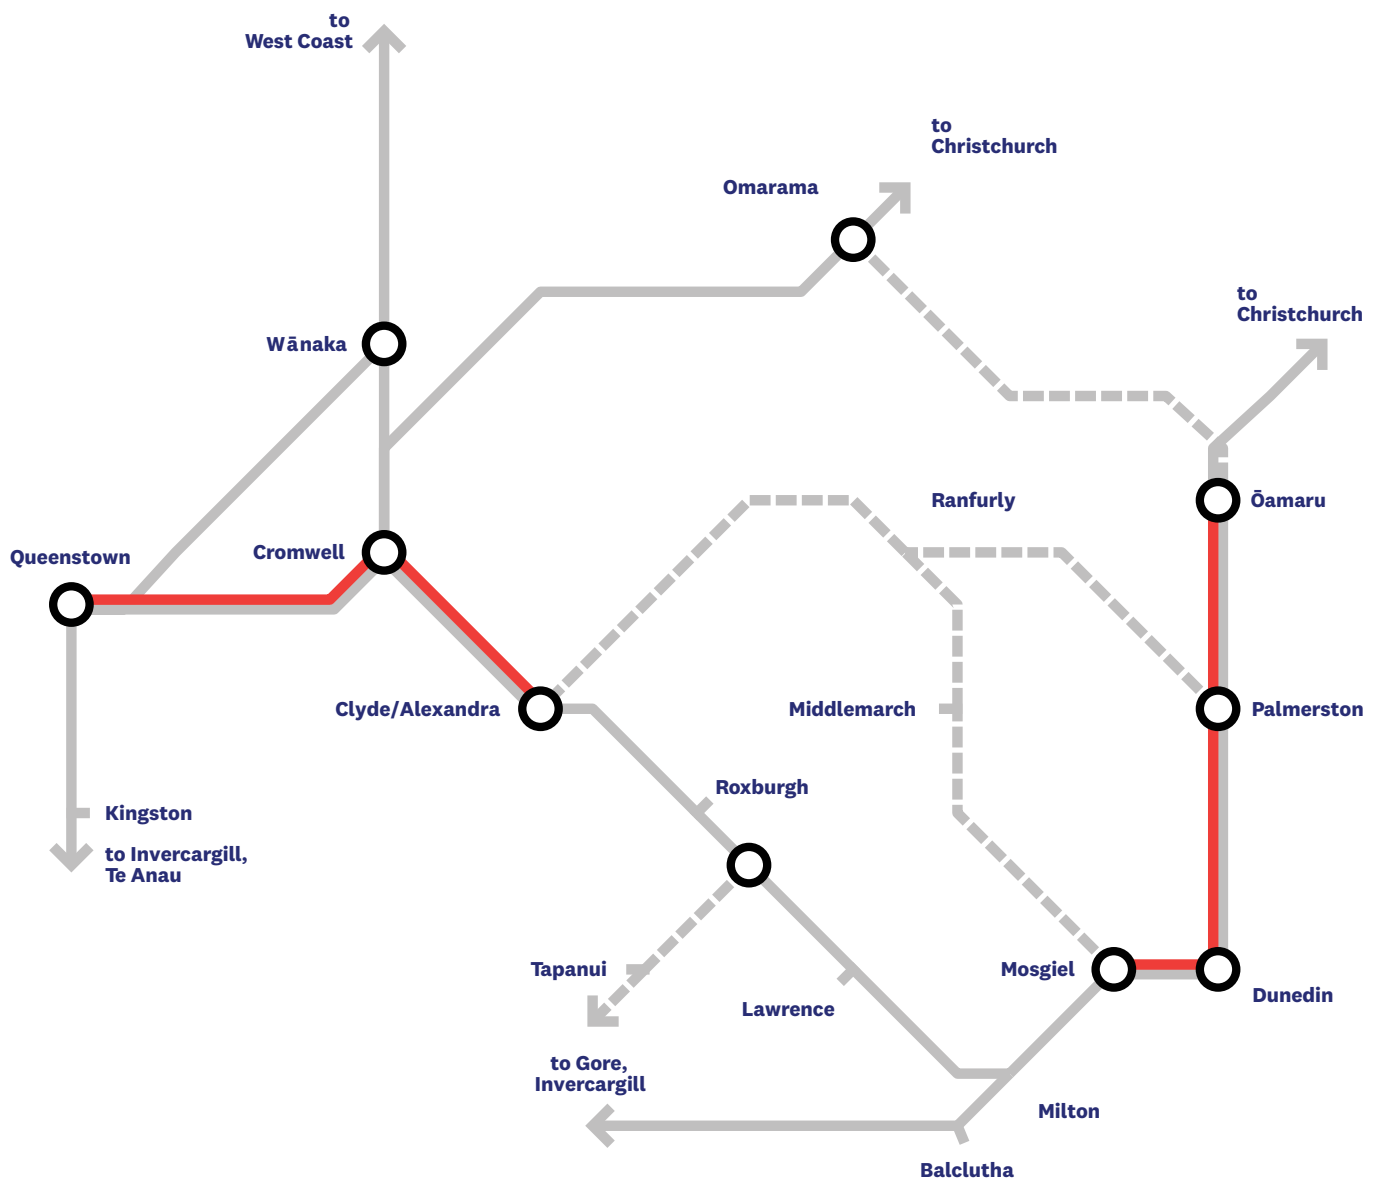 to
West Coast
to
Christchurch
Omarama
to
Christchurch
Wānaka
Ranfurly
Ōamaru
Cromwell
Queenstown
Clyde/Alexandra
Middlemarch
Palmerston
Roxburgh
Kingston
to Invercargill,
Te Anau
Tapanui
Mosgiel
Dunedin
Lawrence
to Gore,
Invercargill
Milton
Balclutha